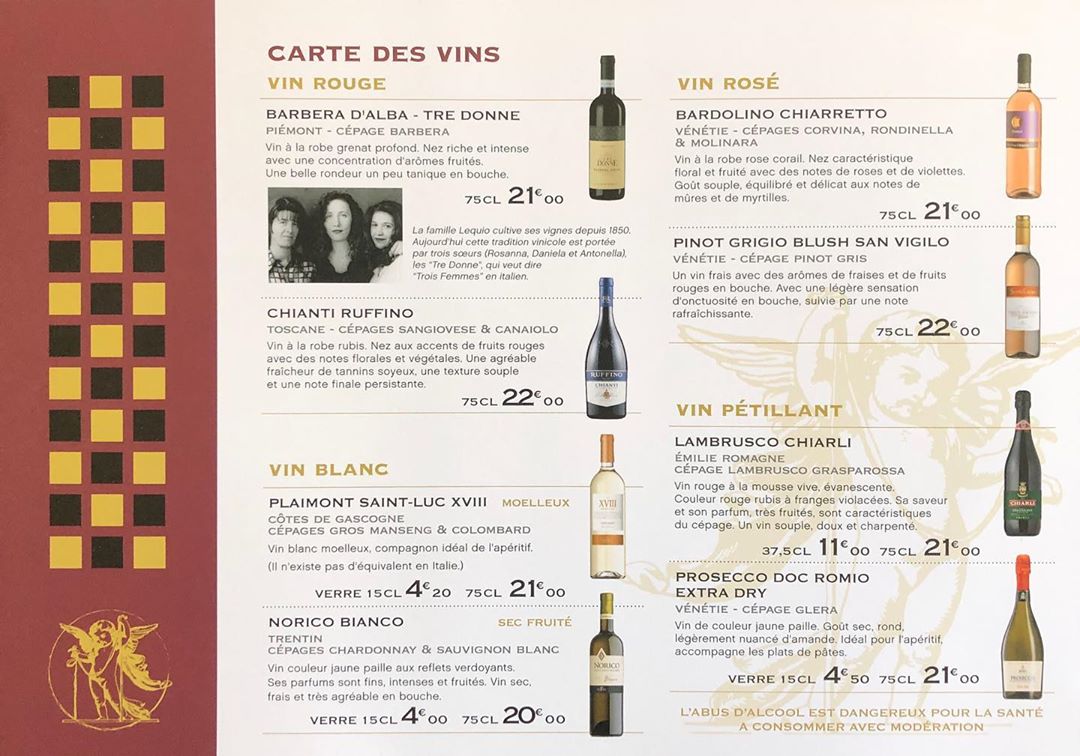 CARTE DES VINS
VIN ROUGE
BARBERA D'ALBA - TRE DONNE
PIÉMONT - CÉPAGE BARBERA
Vin à la robe grenat profond. Nez riche et intense
avec une concentration d'arômes fruités.
Une belle rondeur un peu tanique en bouche.
75CL 21€00
La famille Lequio cultive ses vignes depuis 1850.
Aujourd'hui cette tradition vinicole est portée
par trois sœurs (Rosanna, Daniela et Antonella),
les "Tre Donne", qui veut dire
"Trois Femmes" en italien.
CHIANTI RUFFINO
TOSCANE - CÉPAGES SANGIOVESE & CANAIOLO
Vin à la robe rubis. Nez aux accents de fruits rouges
avec des notes florales et végétales. Une agréable
fraîcheur de tannins soyeux, une texture souple
et une note finale persistante.
75CL 22€00
RUFFINO
CHIANTI
VIN BLANC
PLAIMONT SAINT-LUC XVIII MOELLEUX
CÔTES DE GASCOGNE
CÉPAGES GROS MANSENG & COLOMBARD
Vin blanc moelleux, compagnon idéal de l'apéritif.
(Il n'existe pas d'équivalent en Italie.)
VERRE 15CL 4€20 75CL 21€00
XVIII
NORICO BIANCO SEC FRUITÉ
TRENTIN
CÉPAGES CHARDONNAY & SAUVIGNON BLANC
Vin couleur jaune paille aux reflets verdoyants.
Ses parfums sont fins, intenses et fruités. Vin sec,
frais et très agréable en bouche.
VERRE 15CL 4€00 75CL 20€00
NORICO
VIN ROSÉ
BARDOLINO CHIARRETTO
VÉNÉTIE - CÉPAGES CORVINA, RONDINELLA
& MOLINARA
Vin à la robe rose corail. Nez caractéristique
floral et fruité avec des notes de roses et de violettes.
Goût souple, équilibré et délicat aux notes de
mûres et de myrtilles.
75CL 21€00
PINOT GRIGIO BLUSH SAN VIGILO
VÉNÉTIE - CÉPAGE PINOT GRIS
Un vin frais avec des arômes de fraises et de fruits
rouges en bouche. Avec une légère sensation
d'onctuosité en bouche, suivie par une note
rafraîchissante.
75CL 22€00
VIN PÉTILLANT
LAMBRUSCO CHIARLI
ÉMILIE ROMAGNE
CÉPAGE LAMBRUSCO GRASPAROSSA
Vin rouge à la mousse vive, évanescente.
Couleur rouge rubis à franges violacées. Sa saveur
et son parfum, très fruités, sont caractéristiques
du cépage. Un vin souple, doux et charpenté.
37,5CL 11€00 75CL 21€00
CHIARLI
PROSECCO DOC ROMIO
EXTRA DRY
VÉNÉTIE - CÉPAGE GLERA
Vin de couleur jaune paille. Goût sec, rond,
légèrement nuancé d'amande. Idéal pour l'apéritif,
accompagne les plats de pâtes.
VERRE 15CL 4€50 75CL 21€00
PROSECCO
L'ABUS D'ALCOOL EST DANGEREUX POUR LA SANTÉ
A CONSOMMER AVEC MODÉRATION